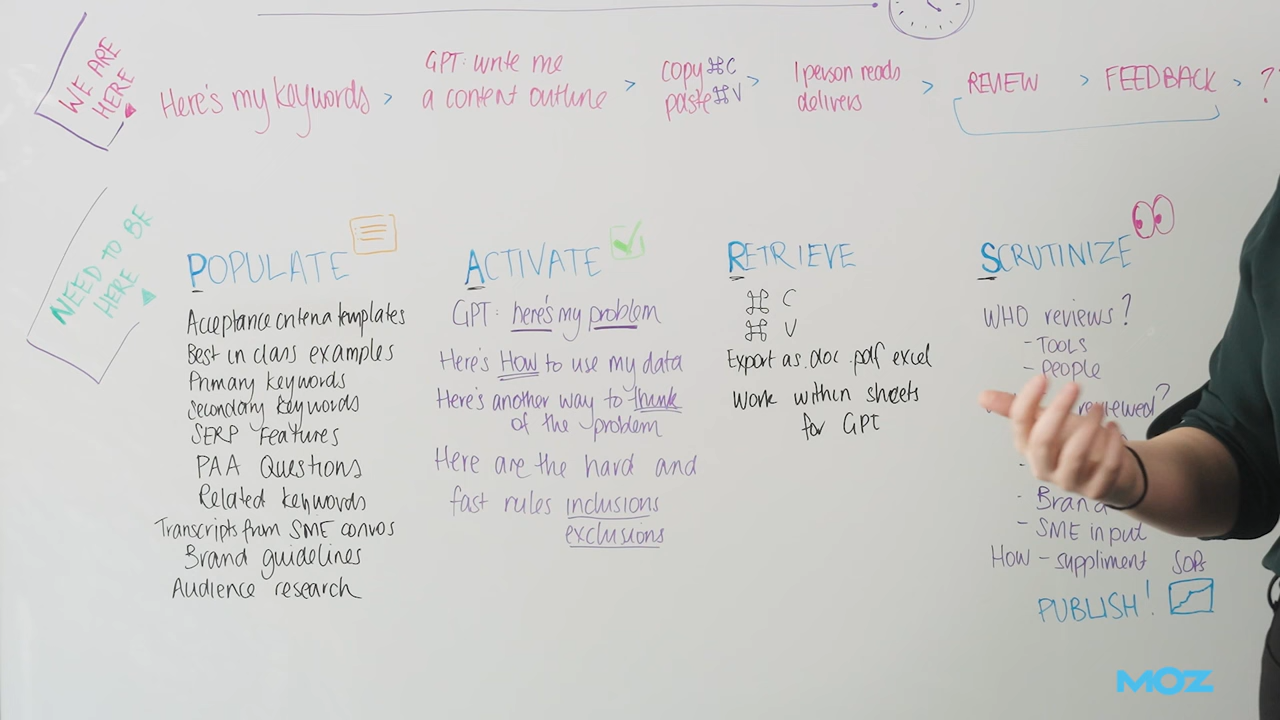 WE ARE
HERE
Here's my keywords >
GPT: write me
a content outline >
copy ⌘C
paste ⌘V >
1 person reads
delivers >
REVIEW > FEEDBACK > ?
NEED TO BE
HERE
POPULATE
Acceptance criteria templates
Best in class examples
Primary keywords
Secondary keywords
SERP Features
PAA Questions
Related keywords
Transcripts from SME convos
Brand guidelines
Audience research
ACTIVATE
GPT: here's my problem
Here's How to use my data
Here's another way to think
of the problem
Here are the hard and
fast rules inclusions
exclusions
RETRIEVE
⌘ C
⌘ V
Export as .doc .pdf excel
Work within sheets
for GPT
SCRUTINIZE
WHO reviews?
- TOOLS
- People
reviewed?
- Brand
- SME input
How - suppliment SOPs
PUBLISH!
MOZ